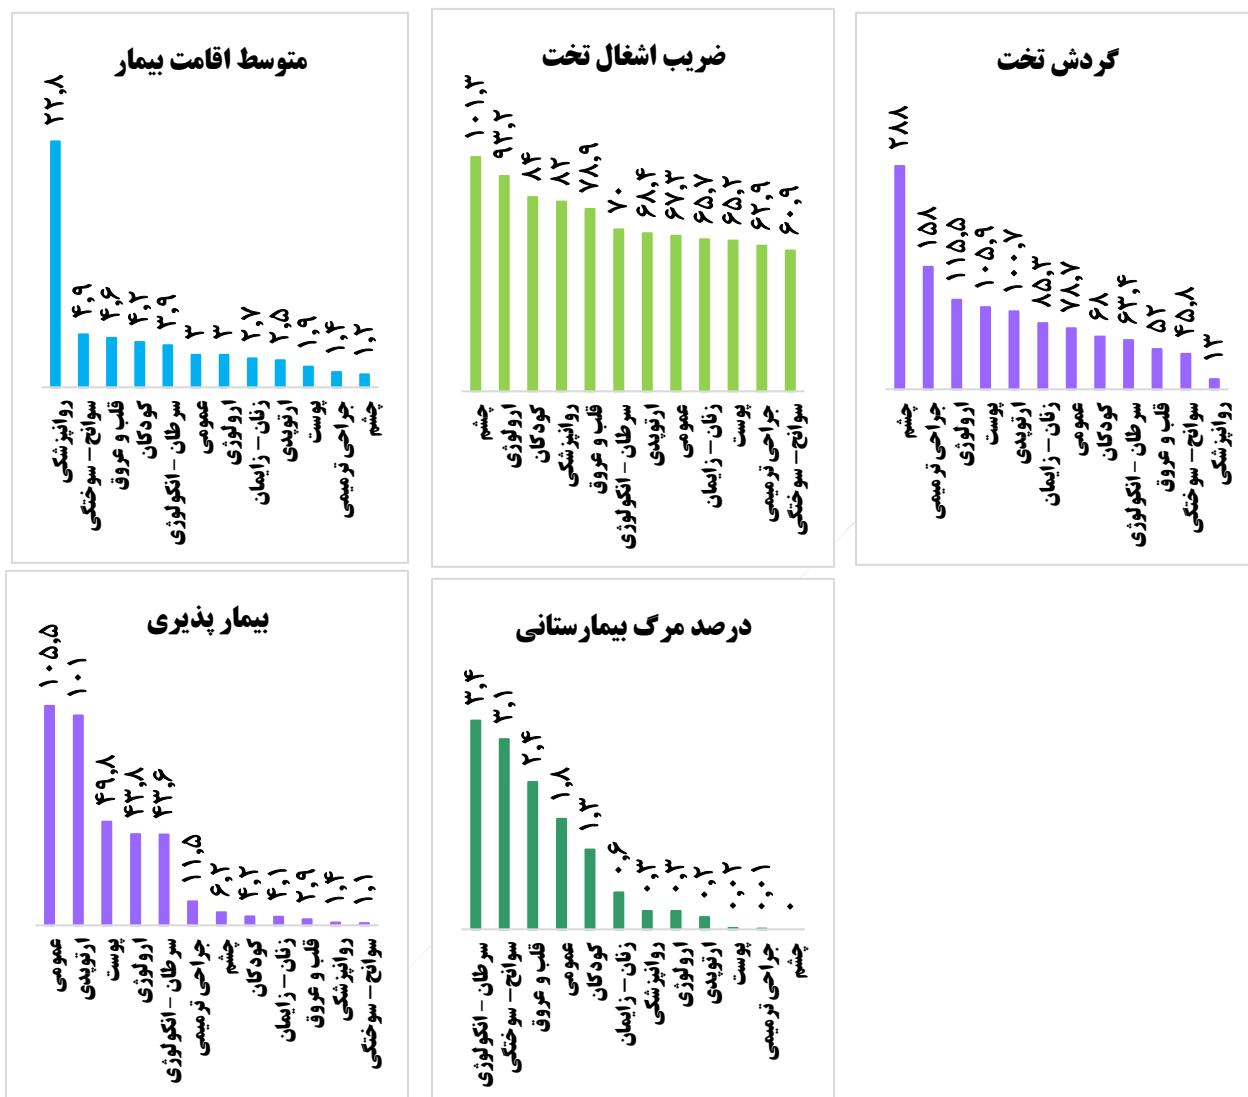 گردش تخت
۲۸۸
۱۵۸
۱۱۵,۵
۱۰۵,۹
۱۰۰,۷
۸۵,۳
۷۸,۷
۶۸
۶۳,۴
۵۲
۴۵,۸
۱۳
چشم
جراحی ترمیمی
ارولوژی
پوست
ارتوپدی
زنان – زایمان
عمومی
کودکان
سرطان – انکولوژی
قلب و عروق
سوانح – سوختگی
روانپزشکی
ضریب اشغال تخت
۱۰۱,۳
۹۳,۲
۸۴
۸۲
۷۸,۹
۷۰
۶۸,۴
۶۷,۳
۶۵,۷
۶۵,۲
۶۲,۹
۶۰,۹
چشم
ارولوژی
کودکان
روانپزشکی
قلب و عروق
سرطان – انکولوژی
ارتوپدی
عمومی
زنان – زایمان
پوست
جراحی ترمیمی
سوانح – سوختگی
متوسط اقامت بیمار
۲۲,۸
۴,۹
۴,۶
۴,۲
۳,۹
۳
۳
۲,۷
۲,۵
۱,۹
۱,۴
۱,۲
روانپزشکی
سوانح – سوختگی
قلب و عروق
کودکان
سرطان – انکولوژی
عمومی
ارولوژی
زنان – زایمان
ارتوپدی
پوست
جراحی ترمیمی
چشم
درصد مرگ بیمارستانی
۳,۴
۳,۱
۲,۴
۱,۸
۱,۳
۰,۶
۰,۳
۰,۳
۰,۲
۰,۰۲
۰,۰۱
۰
سرطان – انکولوژی
سوانح – سوختگی
قلب و عروق
عمومی
کودکان
زنان – زایمان
روانپزشکی
ارولوژی
ارتوپدی
پوست
جراحی ترمیمی
چشم
بیمار پذیری
۱۰۵,۵
۱۰۱
۴۹,۸
۴۳,۸
۴۳,۶
۱۱,۵
۶,۲
۴,۲
۴,۱
۲,۹
۱,۴
۱,۱
عمومی
ارتوپدی
پوست
ارولوژی
سرطان – انکولوژی
جراحی ترمیمی
چشم
کودکان
زنان – زایمان
قلب و عروق
روانپزشکی
سوانح – سوختگی